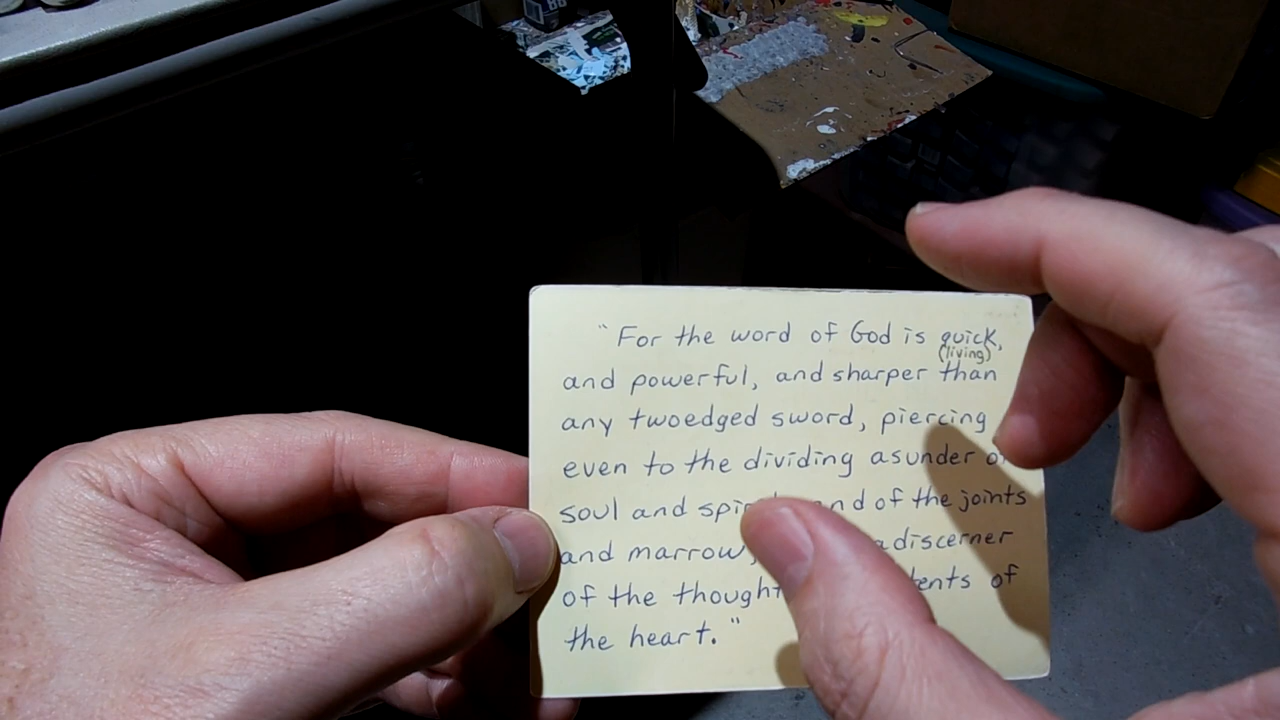 "For the word of God is quick,
(living)
and powerful, and sharper than
any twoedged sword, piercing
even to the dividing asunder
soul and and of the joints
and marrow, a discerner
of the of
the heart."